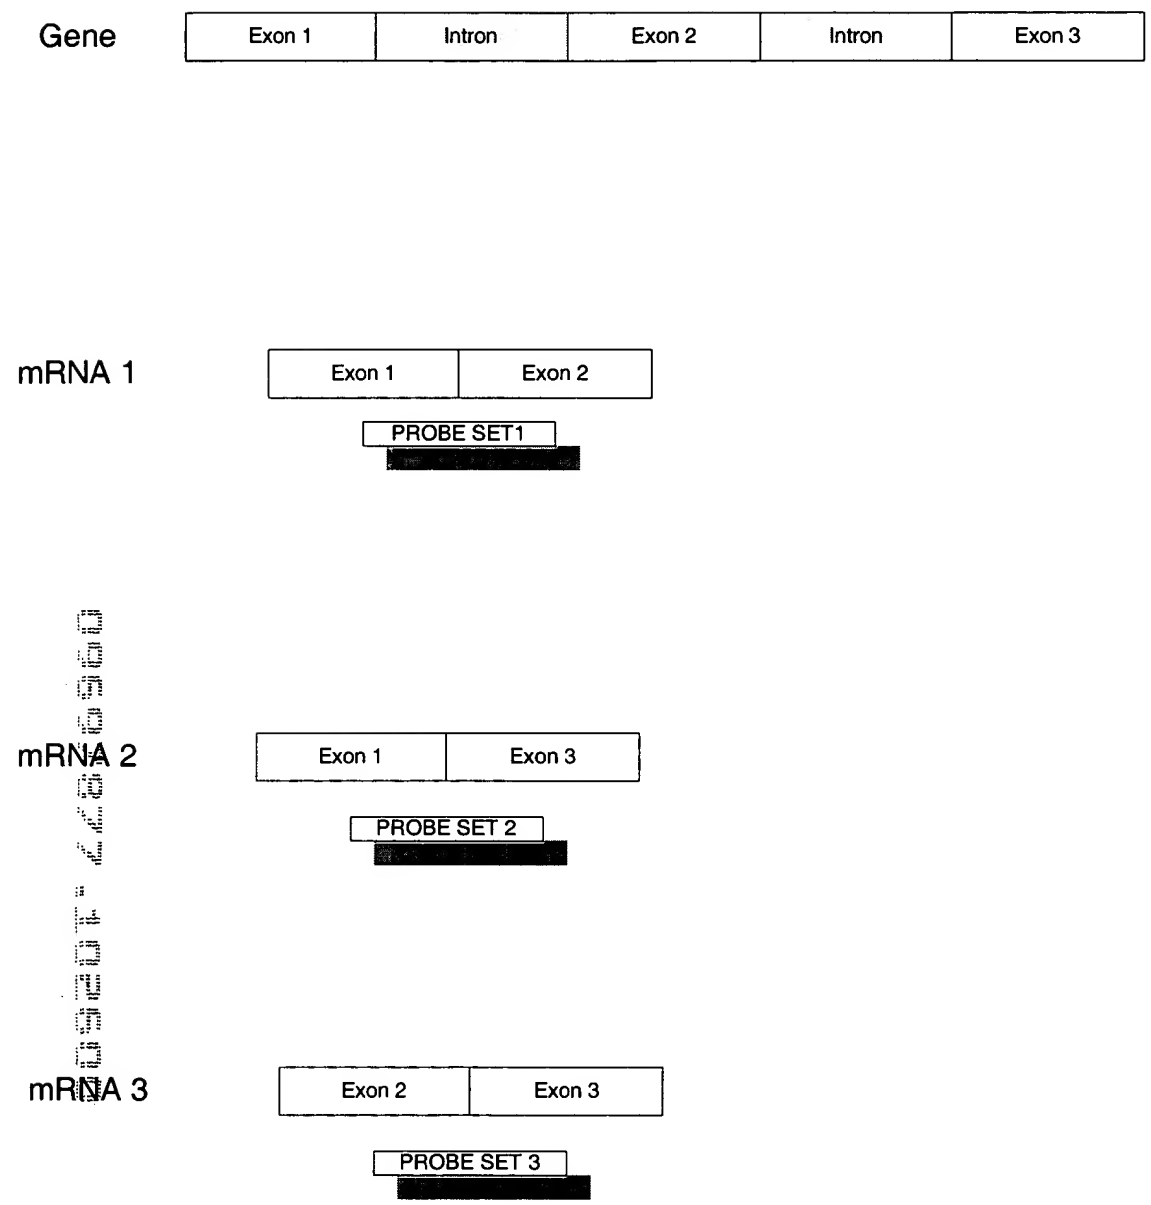 Gene Exon 1 Intron Exon 2 Intron Exon 3
mRNA 1 Exon 1 Exon 2
PROBE SET1
mRNA 2 Exon 1 Exon 3
PROBE SET 2
mRNA 3 Exon 2 Exon 3
PROBE SET 3